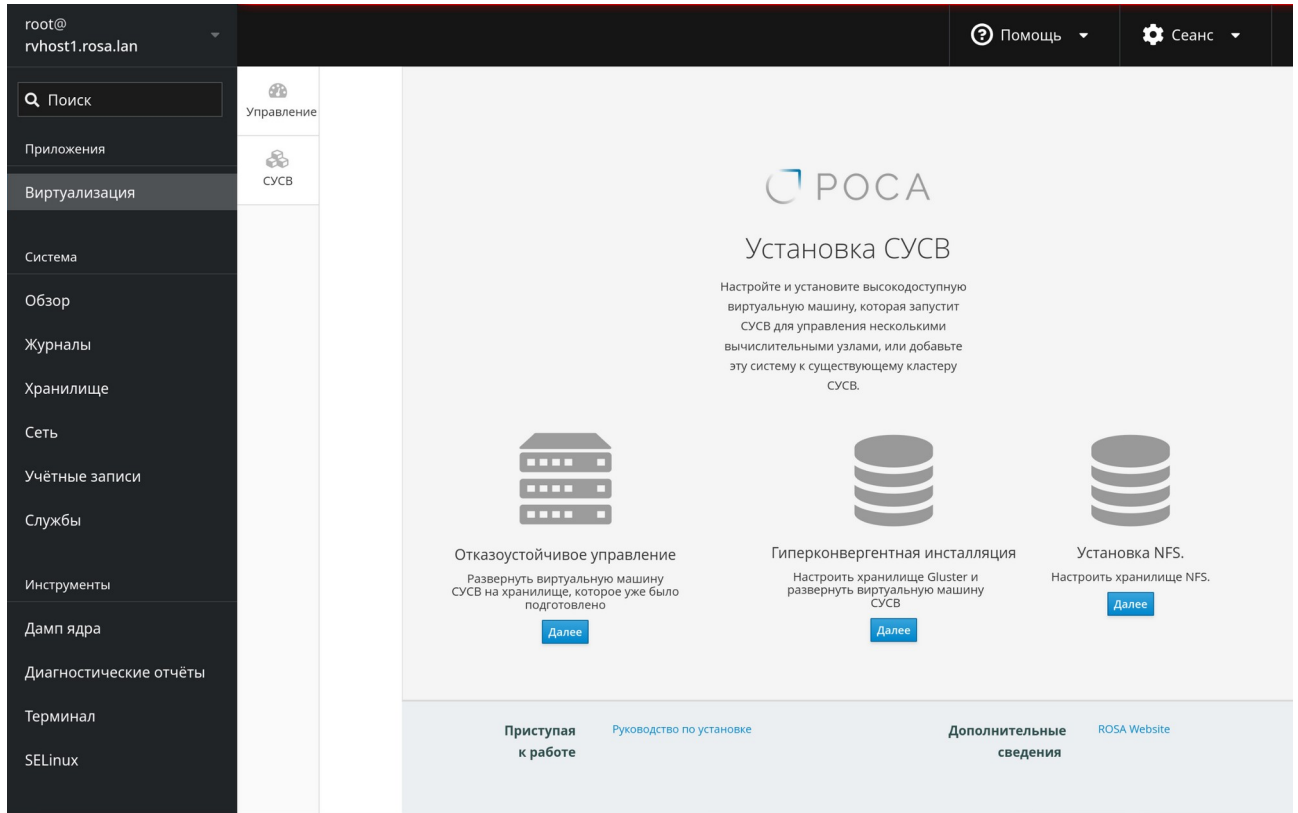 root@
rvhost1.rosa.lan
Помощь
Сеанс
Поиск
Приложения
Виртуализация
Система
Обзор
Журналы
Хранилище
Сеть
Учётные записи
Службы
Инструменты
Дамп ядра
Диагностические отчёты
Терминал
SELinux
Управление
СУСВ
РОСА
Установка СУСВ
Настройте и установите высокодоступную
виртуальную машину, которая запустит
СУСВ для управления несколькими
вычислительными узлами, или добавьте
эту систему к существующему кластеру
СУСВ.
Отказоустойчивое управление
Развернуть виртуальную машину
СУСВ на хранилище, которое уже было
подготовлено
Далее
Гиперконвергентная инсталляция
Настроить хранилище Gluster и
развернуть виртуальную машину
СУСВ
Далее
Установка NFS.
Настроить хранилище NFS.
Далее
Приступая
к работе
Руководство по установке
Дополнительные
сведения
ROSA Website